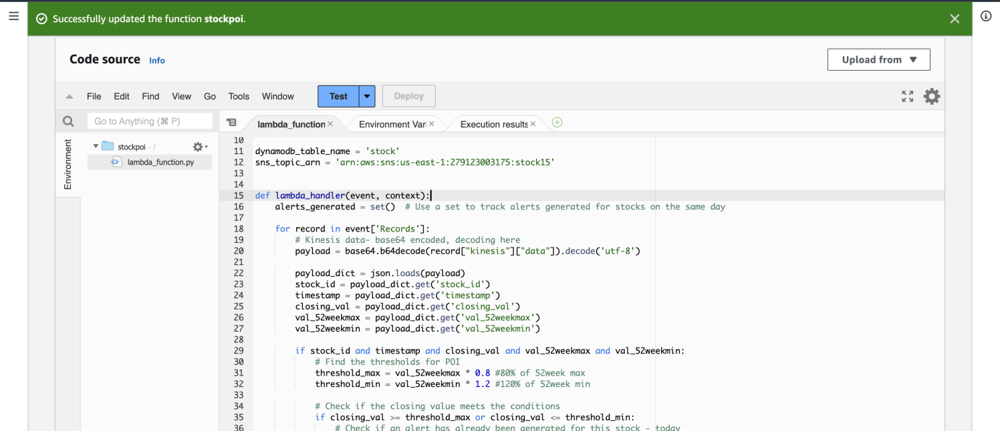 Successfully updated the function stockpoi.
Code source Info
Upload from
File Edit Find View Go Tools Window Test Deploy
Go to Anything (⌘ P)
lambda_function
Environment Vari
Execution results
Environment
stockpoi - /
lambda_function.py
10
11 dynamodb_table_name = 'stock'
12 sns_topic_arn = 'arn:aws:sns:us-east-1:279123003175:stock15'
13
14
15 def lambda_handler(event, context):
16     alerts_generated = set()  # Use a set to track alerts generated for stocks on the same day
17
18     for record in event['Records']:
19         # Kinesis data- base64 encoded, decoding here
20         payload = base64.b64decode(record["kinesis"]["data"]).decode('utf-8')
21
22         payload_dict = json.loads(payload)
23         stock_id = payload_dict.get('stock_id')
24         timestamp = payload_dict.get('timestamp')
25         closing_val = payload_dict.get('closing_val')
26         val_52weekmax = payload_dict.get('val_52weekmax')
27         val_52weekmin = payload_dict.get('val_52weekmin')
28
29         if stock_id and timestamp and closing_val and val_52weekmax and val_52weekmin:
30             # Find the thresholds for POI
31             threshold_max = val_52weekmax * 0.8 #80% of 52week max
32             threshold_min = val_52weekmin * 1.2 #120% of 52week min
33
34             # Check if the closing value meets the conditions
35             if closing_val >= threshold_max or closing_val <= threshold_min:
36                 # Check if an alert has already been generated for this stock - today